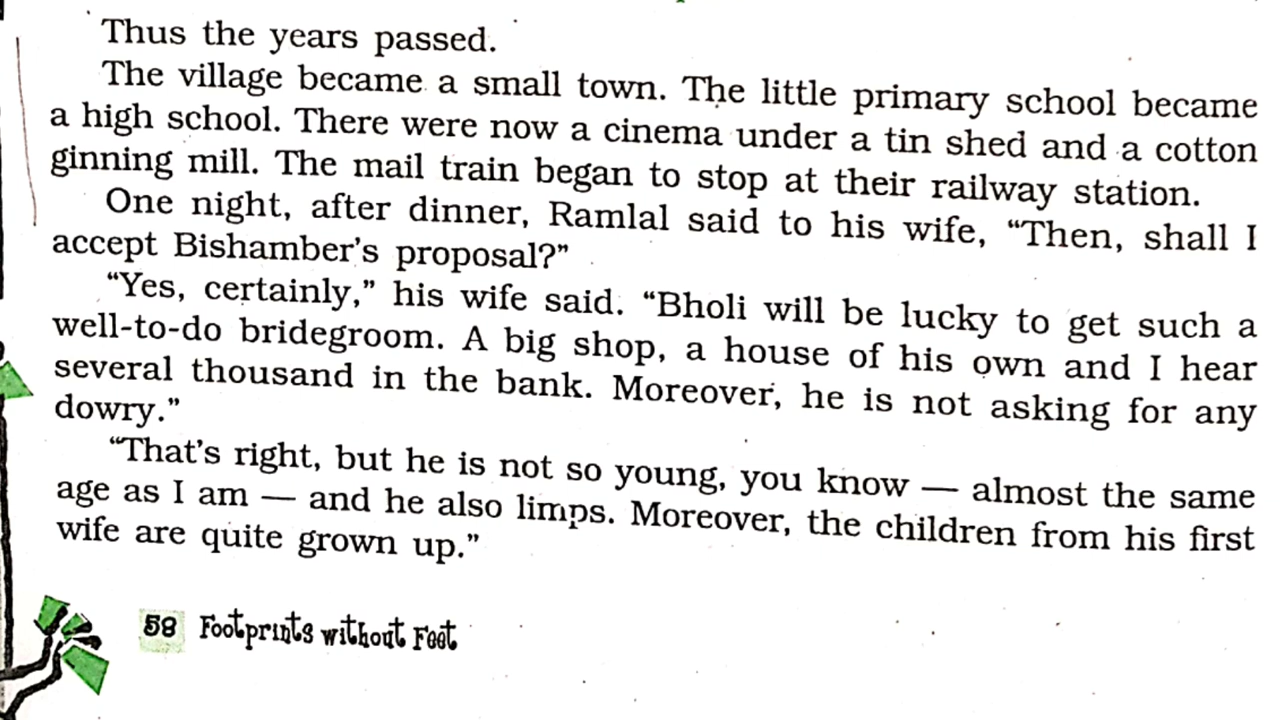 Thus the years passed.
The village became a small town. The little primary school became
a high school. There were now a cinema under a tin shed and a cotton
ginning mill. The mail train began to stop at their railway station.
One night, after dinner, Ramlal said to his wife, “Then, shall I
accept Bishamber’s proposal?”
“Yes, certainly,” his wife said. “Bholi will be lucky to get such a
well-to-do bridegroom. A big shop, a house of his own and I hear
several thousand in the bank. Moreover, he is not asking for any
dowry.”
“That’s right, but he is not so young, you know — almost the same
age as I am — and he also limps. Moreover, the children from his first
wife are quite grown up.”
58 Footprints without Feet